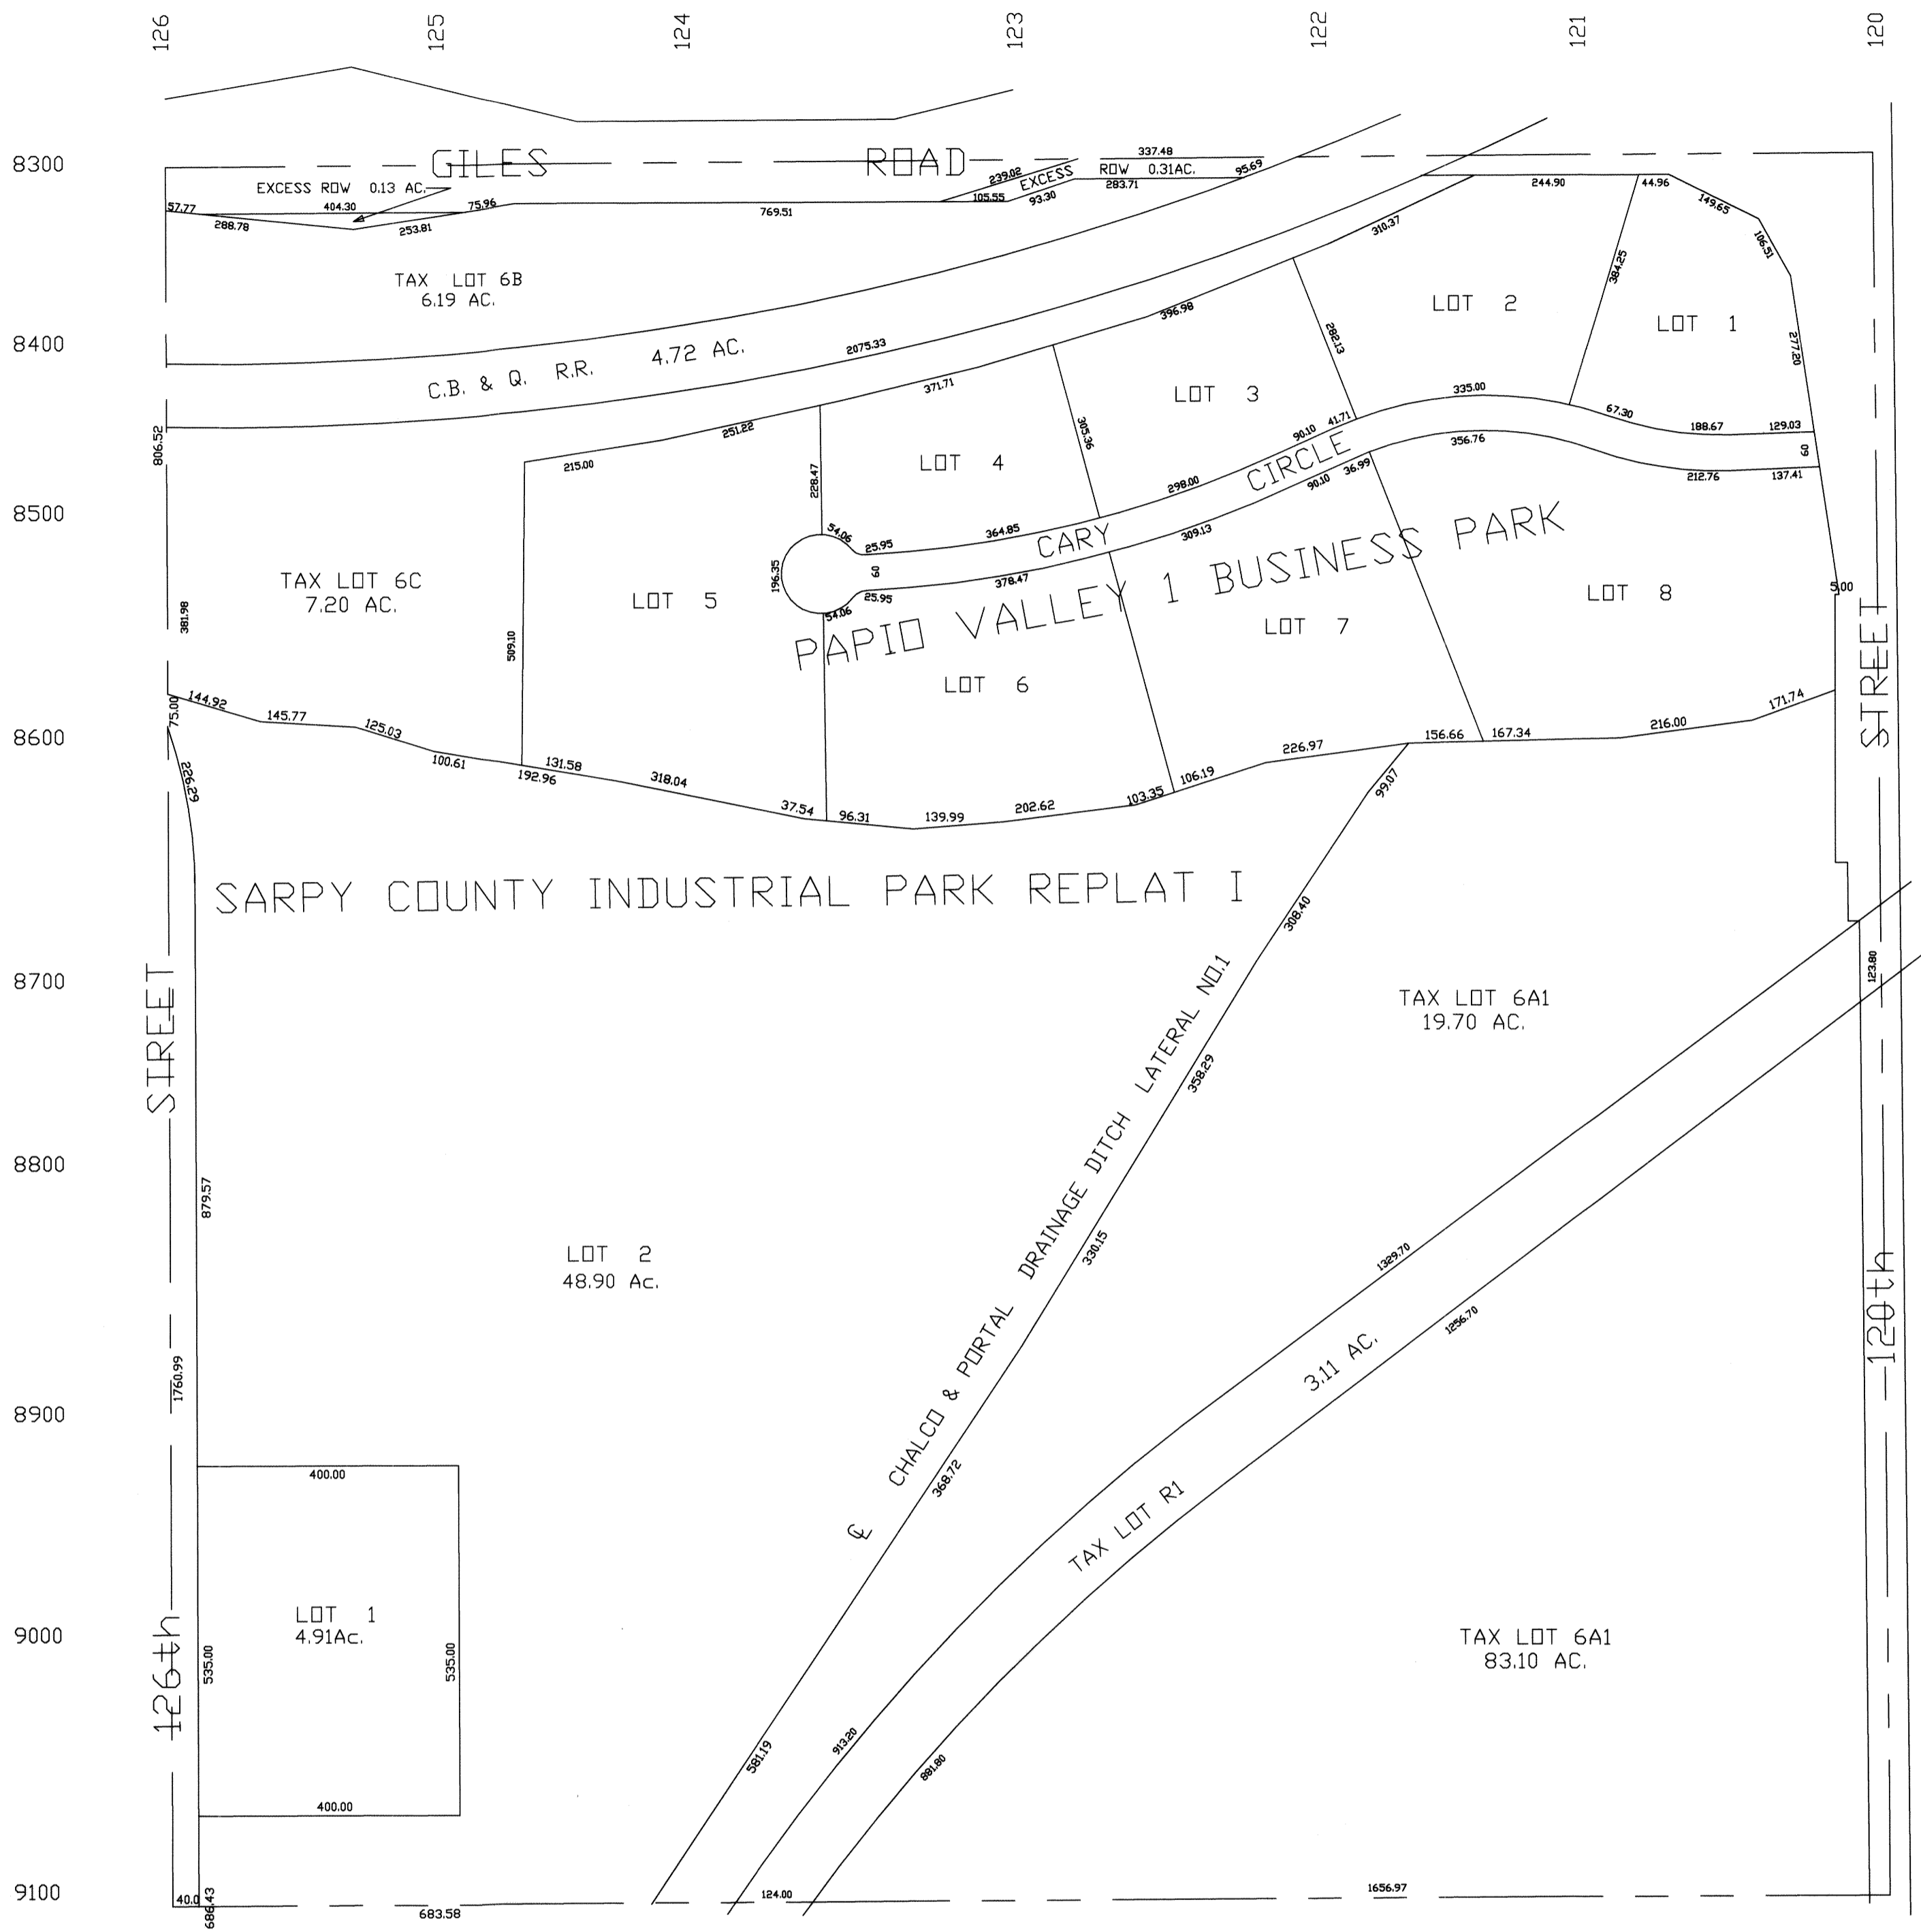 126 125 124 123 122 121 120
8300
8400
8500
8600
8700
8800
8900
9000
9100
GILES ROAD
337.48
EXCESS ROW 0.13 AC.
239.02
EXCESS ROW 0.31AC.
95.69
57.77
404.30
75.96
105.55
93.30
283.71
288.78
253.81
769.51
244.90
44.96
149.65
106.51
310.37
384.25
TAX LOT 6B
6.19 AC.
LOT 2
LOT 1
396.98
282.13
277.20
C.B. & Q. R.R. 4.72 AC.
2075.33
371.71
LOT 3
335.00
67.30
188.67
129.03
60
90.10
41.71
806.52
251.22
215.00
228.47
LOT 4
305.36
298.00
CARY CIRCLE
90.10
36.99
356.76
212.76
137.41
54.06
25.95
364.85
309.13
60
196.35
54.06
25.95
378.47
PAPIO VALLEY 1 BUSINESS PARK
TAX LOT 6C
7.20 AC.
381.98
509.10
LOT 5
LOT 6
LOT 7
LOT 8
5.00
STREET
75.00
144.92
145.77
125.03
100.61
192.96
131.58
318.04
37.54
96.31
139.99
202.62
103.35
106.19
226.97
156.66
167.34
216.00
171.74
226.29
99.07
SARPY COUNTY INDUSTRIAL PARK REPLAT I
308.40
STREET
123.80
TAX LOT 6A1
19.70 AC.
358.29
CHALCO & PORTAL DRAINAGE DITCH LATERAL NO.1
879.57
330.15
LOT 2
48.90 Ac.
1329.70
1256.70
120th
3.11 AC.
1760.99
368.72
TAX LOT R1
400.00
LOT 1
4.91Ac.
535.00
535.00
400.00
126th
TAX LOT 6A1
83.10 AC.
581.19
913.20
881.80
40.0
686.43
683.58
124.00
1656.97